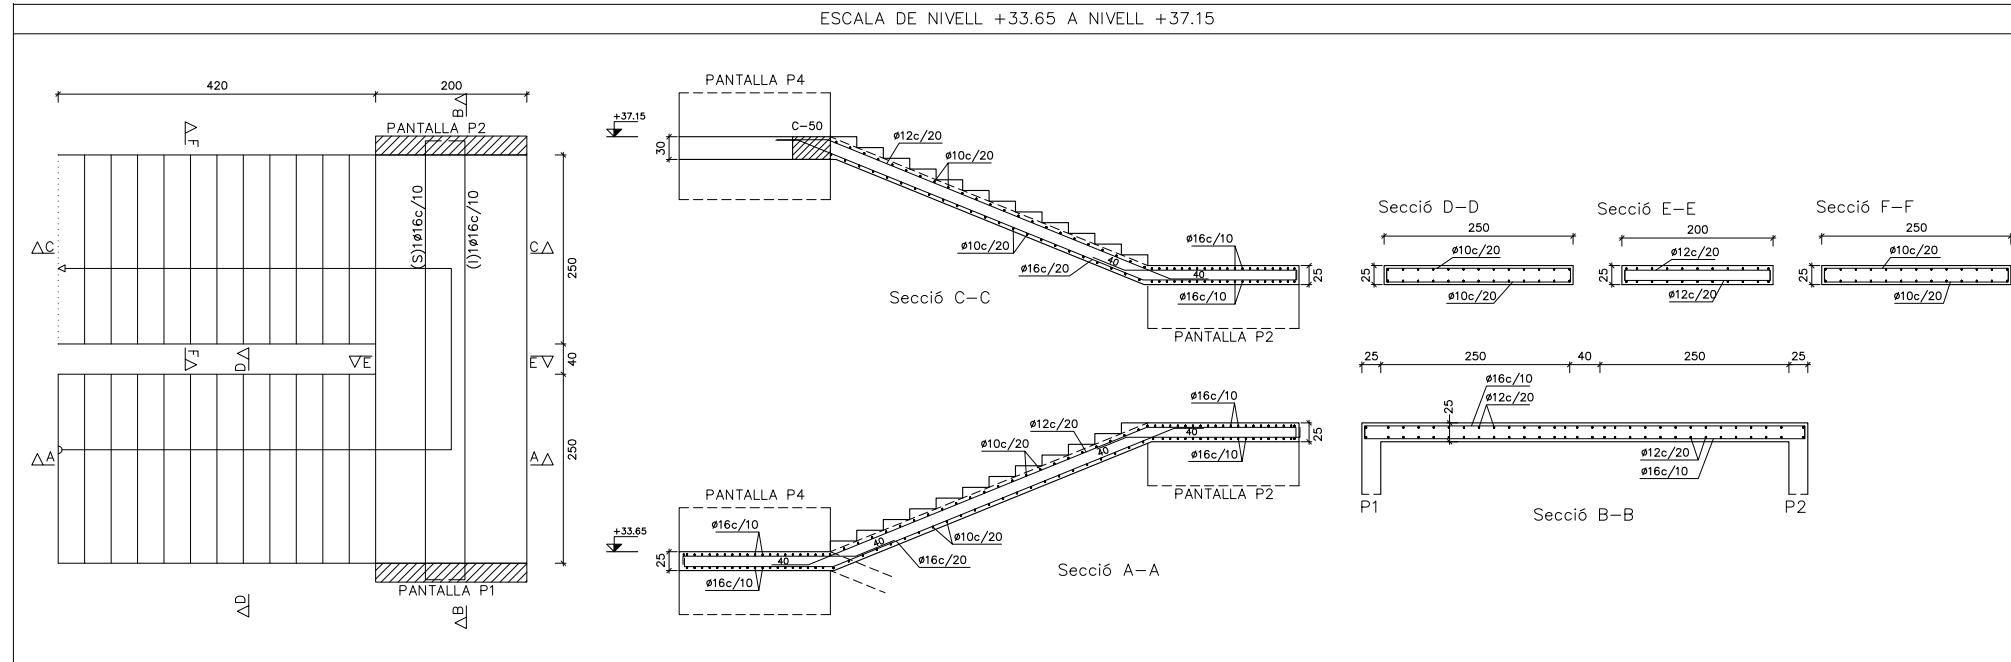 ESCALA DE NIVELL +33.65 A NIVELL +37.15
420
200
B
PANTALLA P2
F
(S)1ø16c/10
(I)1ø16c/10
C
C
250
F
D
E
E
40
A
A
250
PANTALLA P1
D
B
PANTALLA P4
+37.15
C-50
30
ø12c/20
ø10c/20
ø10c/20
ø16c/20
40
40
ø16c/10
ø16c/10
25
PANTALLA P2
Secció C-C
PANTALLA P4
+33.65
25
ø16c/10
ø16c/10
40
40
ø12c/20
ø10c/20
ø10c/20
ø16c/20
40
40
ø16c/10
ø16c/10
25
PANTALLA P2
Secció A-A
Secció D-D
250
ø10c/20
25
ø10c/20
Secció E-E
200
ø12c/20
25
ø12c/20
Secció F-F
250
ø10c/20
25
ø10c/20
25 250 40 250 25
ø16c/10
ø12c/20
25
ø12c/20
ø16c/10
P1
P2
Secció B-B